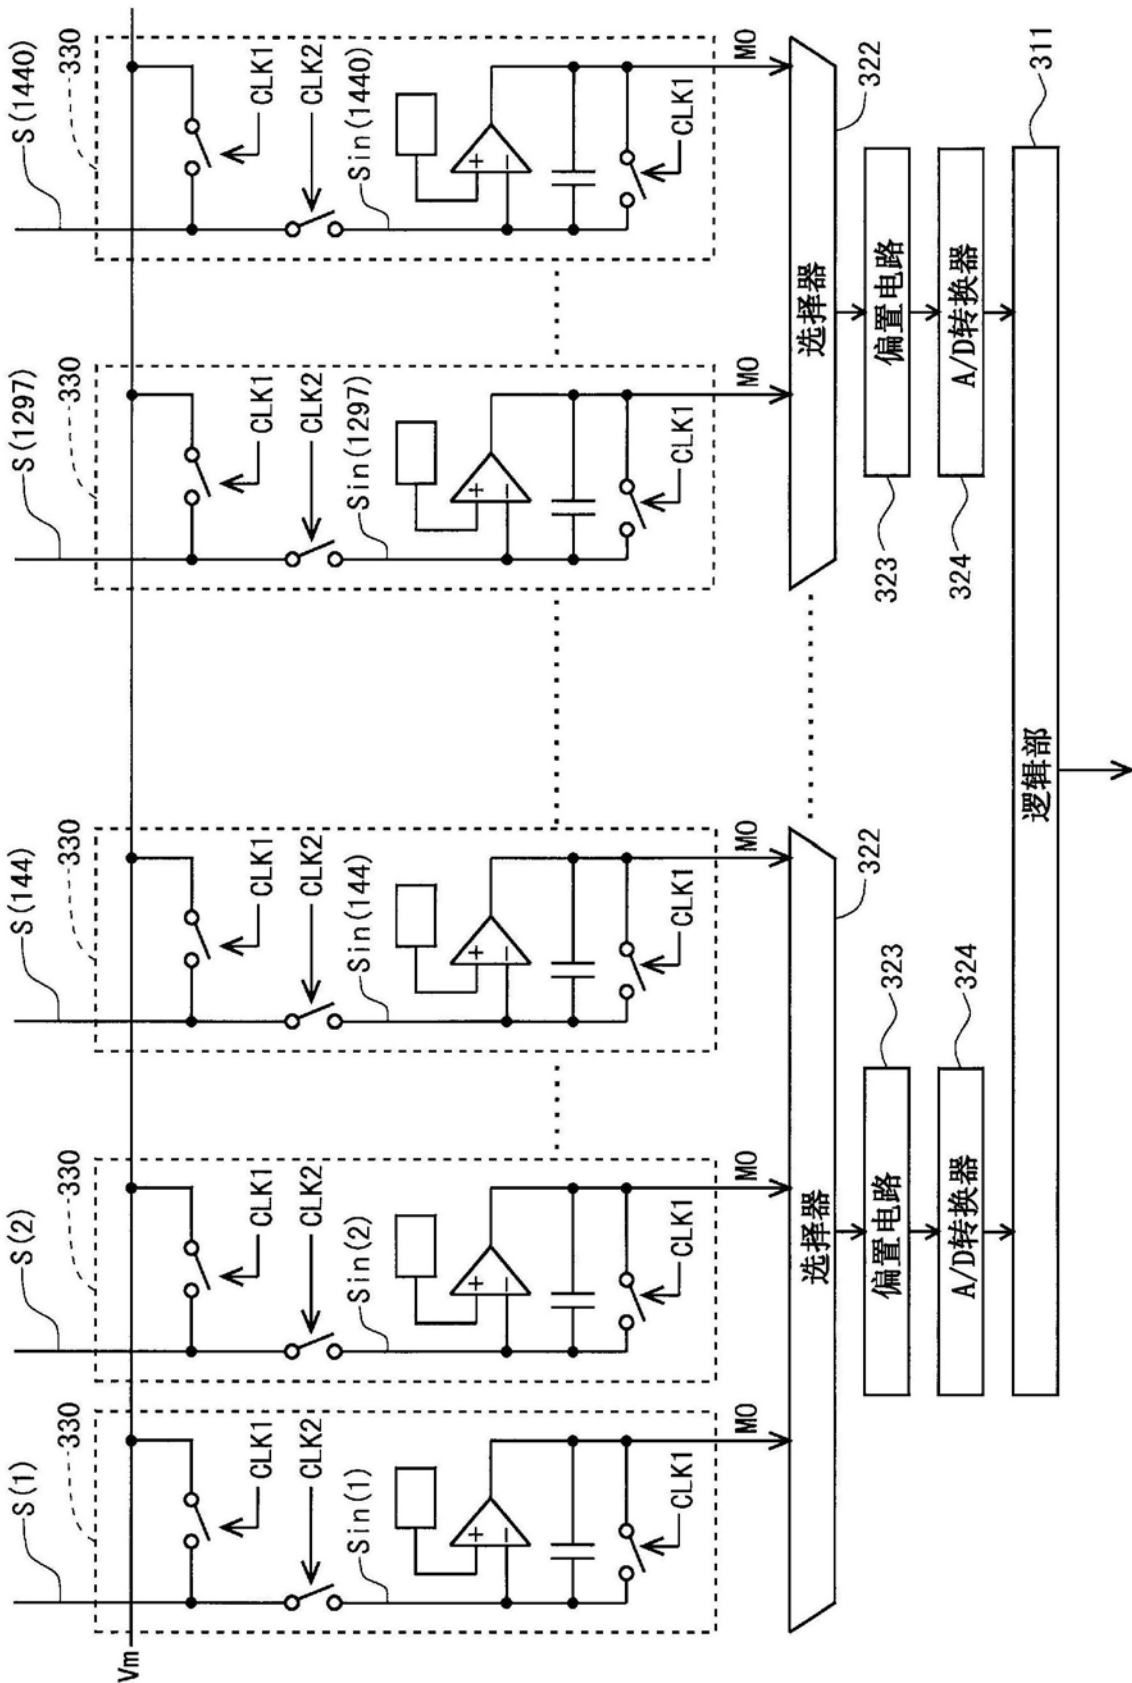 S(1)
S(2)
S(144)
S(1297)
S(1440)
330
330
330
330
330
Vm
CLK1
CLK1
CLK1
CLK1
CLK1
CLK2
CLK2
CLK2
CLK2
CLK2
Sin(1)
Sin(2)
Sin(144)
Sin(1297)
Sin(1440)
+
−
+
−
+
−
+
−
+
−
CLK1
CLK1
CLK1
CLK1
CLK1
MO
MO
MO
MO
MO
选择器
322
选择器
322
偏置电路
323
323
偏置电路
A/D转换器
324
324
A/D转换器
逻辑部
311